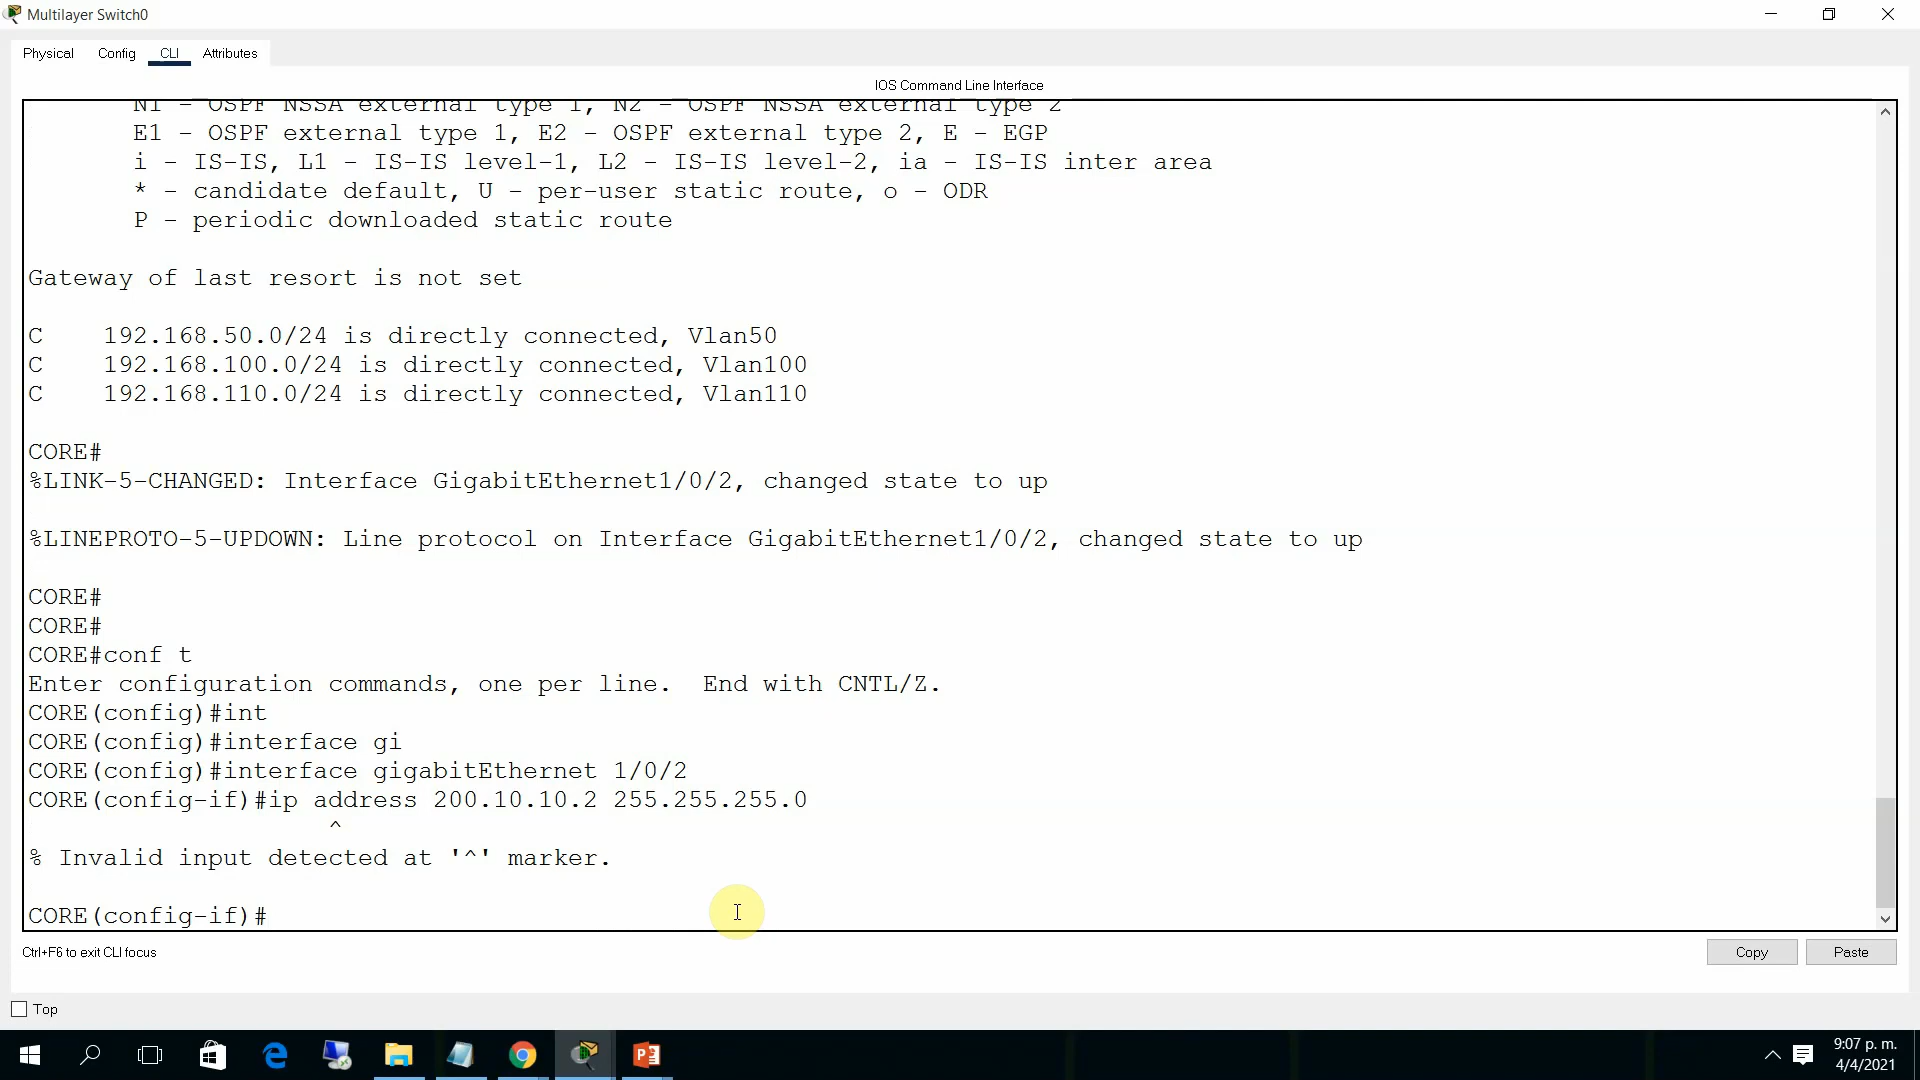 Multilayer Switch0
Physical Config CLI Attributes
IOS Command Line Interface
N1 - OSPF NSSA external type 1, N2 - OSPF NSSA external type 2
E1 - OSPF external type 1, E2 - OSPF external type 2, E - EGP
i - IS-IS, L1 - IS-IS level-1, L2 - IS-IS level-2, ia - IS-IS inter area
* - candidate default, U - per-user static route, o - ODR
P - periodic downloaded static route
Gateway of last resort is not set
C    192.168.50.0/24 is directly connected, Vlan50
C    192.168.100.0/24 is directly connected, Vlan100
C    192.168.110.0/24 is directly connected, Vlan110
CORE#
%LINK-5-CHANGED: Interface GigabitEthernet1/0/2, changed state to up
%LINEPROTO-5-UPDOWN: Line protocol on Interface GigabitEthernet1/0/2, changed state to up
CORE#
CORE#
CORE#conf t
Enter configuration commands, one per line.  End with CNTL/Z.
CORE(config)#int
CORE(config)#interface gi
CORE(config)#interface gigabitEthernet 1/0/2
CORE(config-if)#ip address 200.10.10.2 255.255.255.0
^
% Invalid input detected at '^' marker.
CORE(config-if)#
Ctrl+F6 to exit CLI focus
Copy Paste
Top
9:07 p. m.
4/4/2021